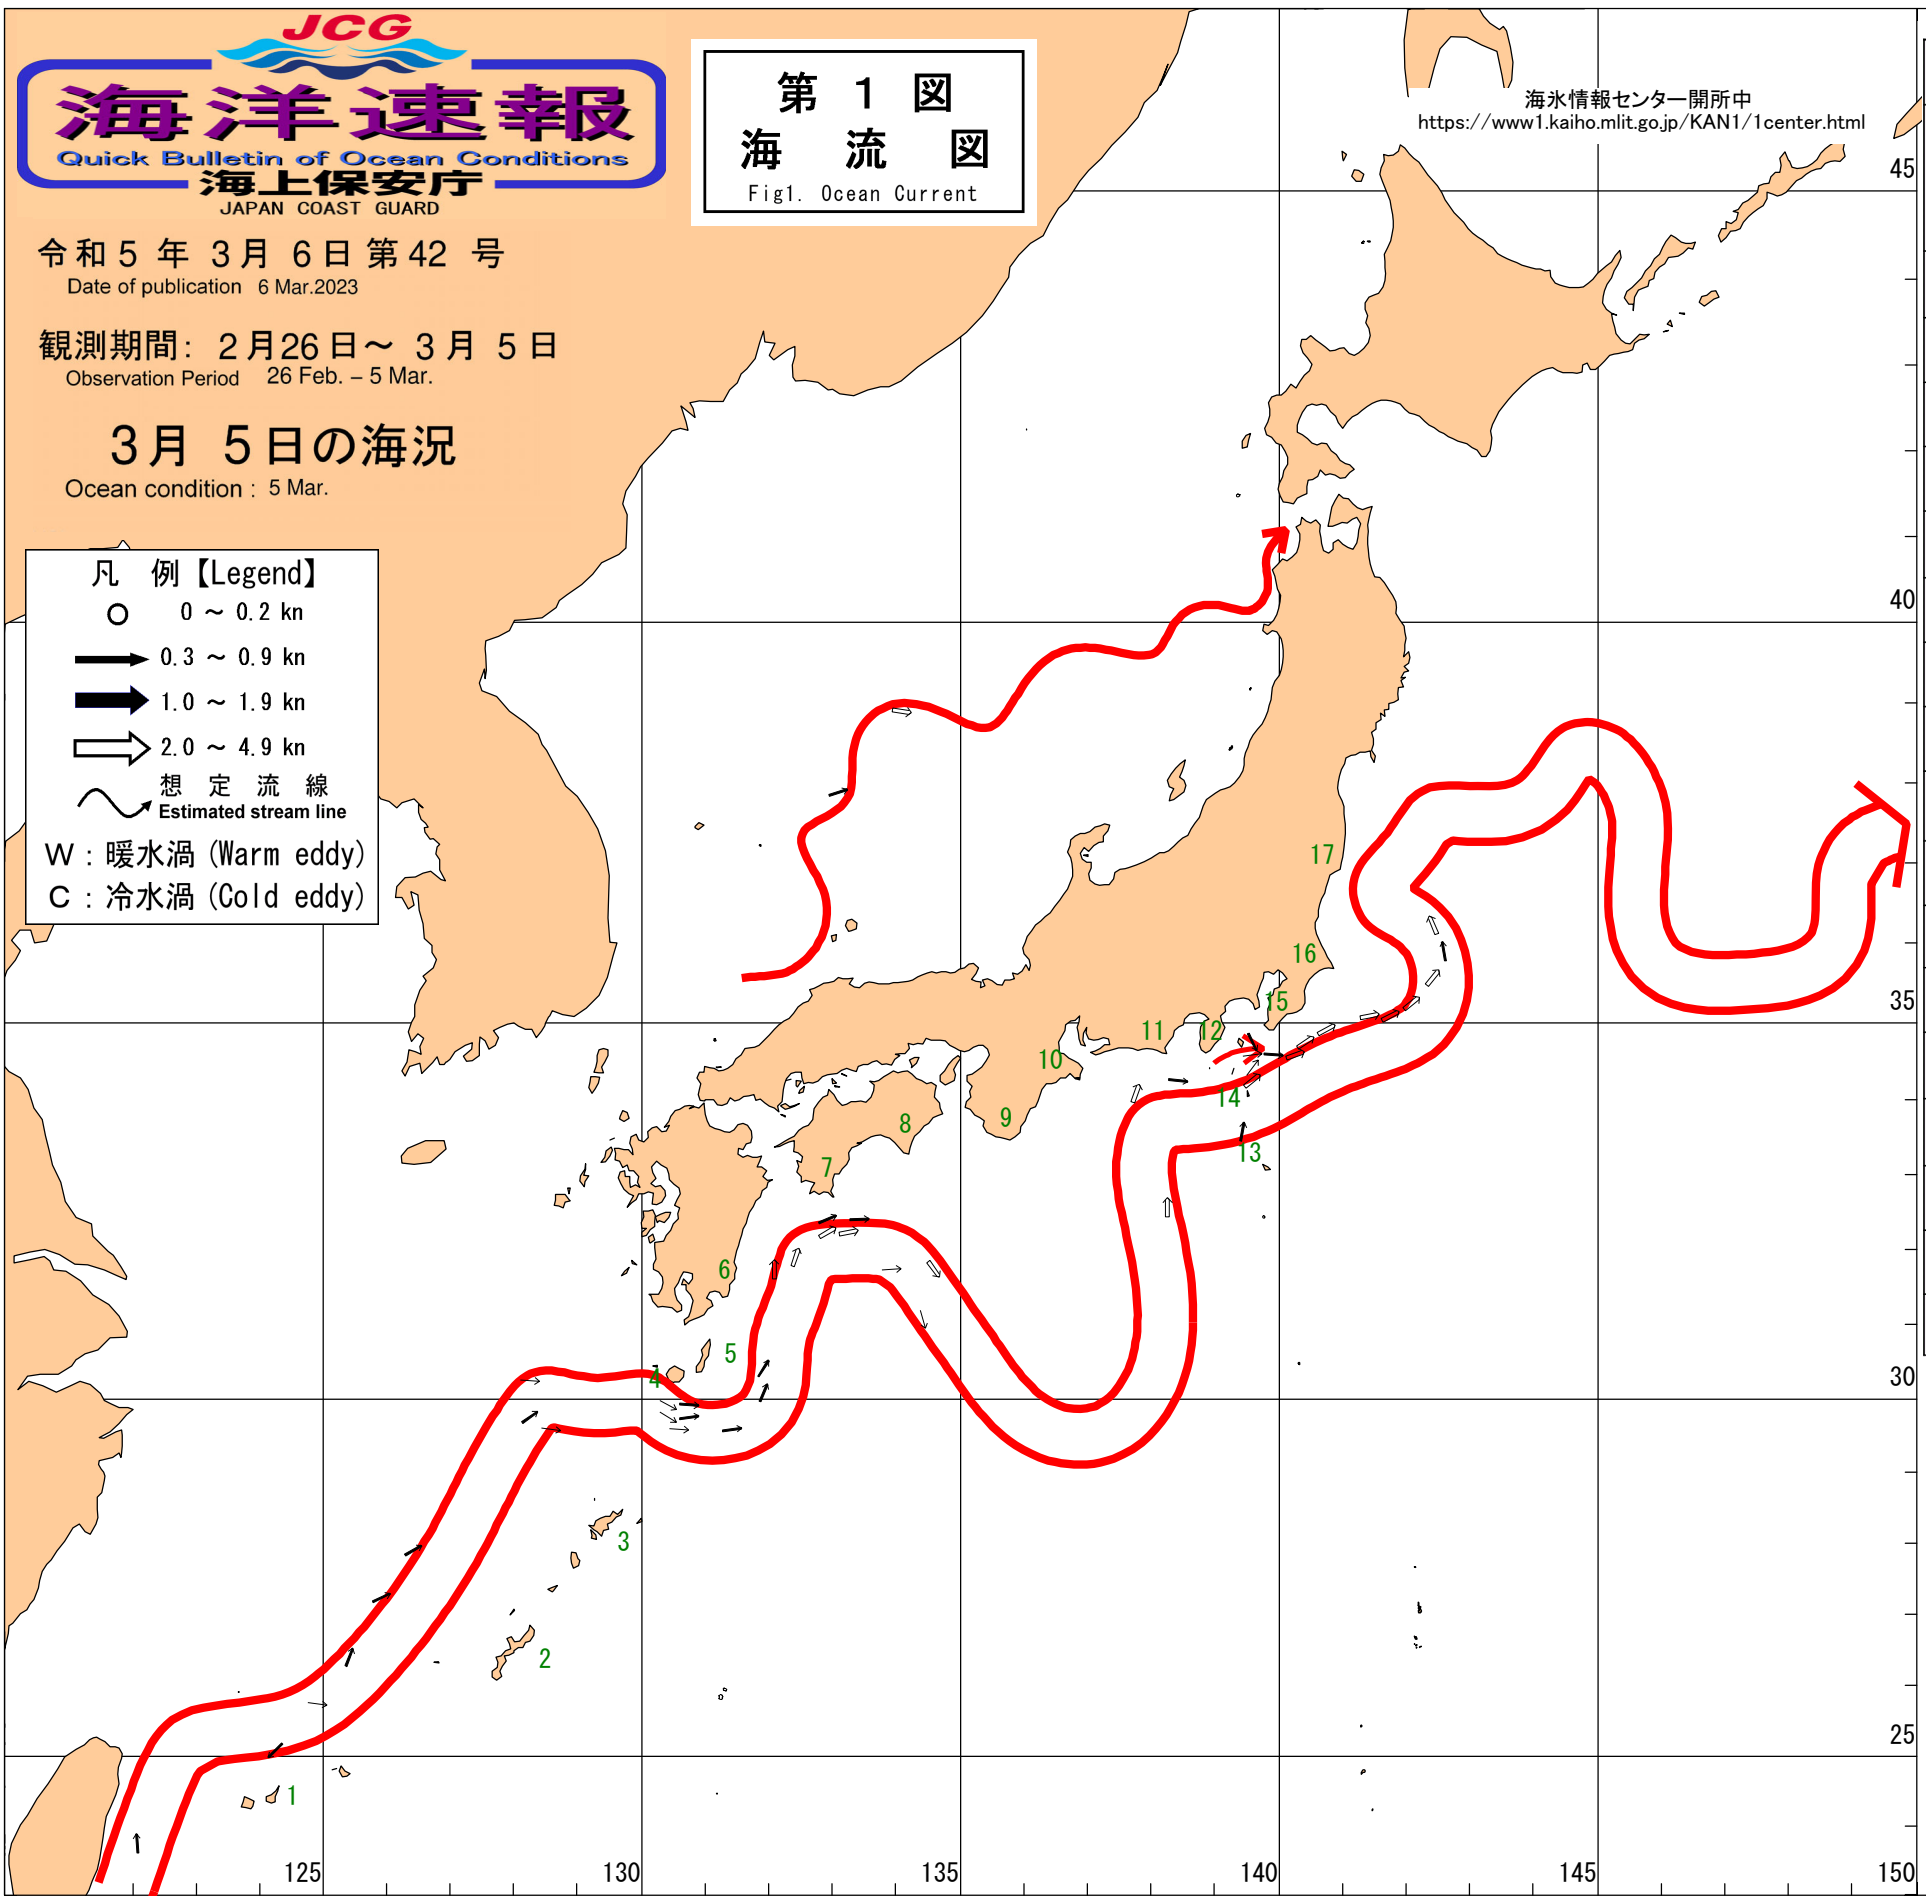 JCG
海洋速報
Quick Bulletin of Ocean Conditions
海上保安庁
JAPAN COAST GUARD
令和 5 年 3 月 6 日 第 42 号
Date of publication 6 Mar.2023
観測期間: 2 月 26 日～ 3 月 5 日
Observation Period 26 Feb. – 5 Mar.
3月 5日の海況
Ocean condition : 5 Mar.
第 1 図
海 流 図
Fig1. Ocean Current
海氷情報センター開所中
https://www1.kaiho.mlit.go.jp/KAN1/1center.html
凡 例【Legend】
0 ～ 0.2 kn
0.3 ～ 0.9 kn
1.0 ～ 1.9 kn
2.0 ～ 4.9 kn
想 定 流 線
Estimated stream line
W : 暖水渦 (Warm eddy)
C : 冷水渦 (Cold eddy)
45
40
35
30
25
17
16
15
14
13
12
11
10
9
8
7
6
5
4
3
2
1
125
130
135
140
145
150